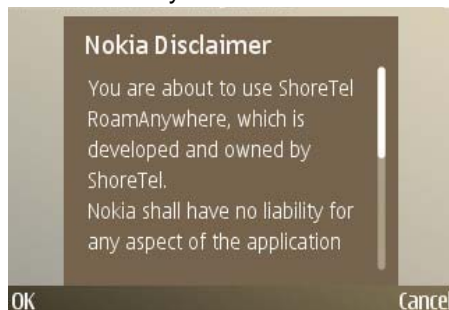 Nokia Disclaimer
You are about to use ShoreTel
RoamAnywhere, which is
developed and owned by
ShoreTel.
Nokia shall have no liability for
any aspect of the application
OK Cancel